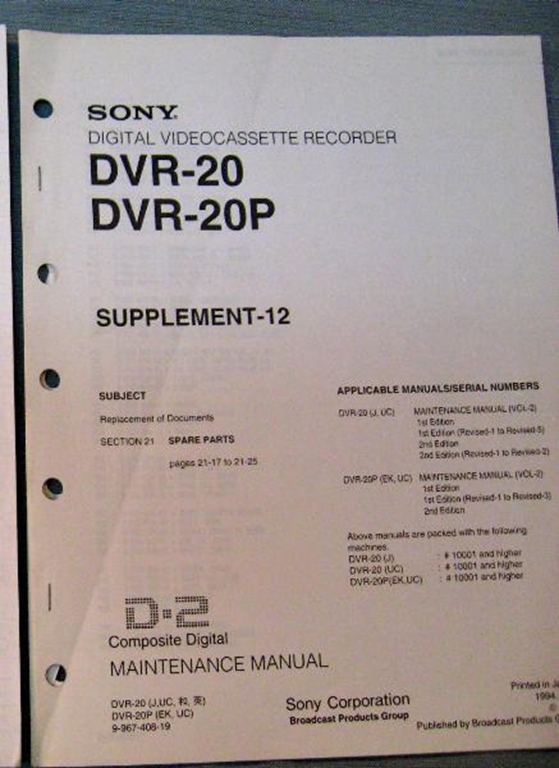 SONY.
DIGITAL VIDEOCASSETTE RECORDER
DVR-20
DVR-20P
SUPPLEMENT-12
SUBJECT
Replacement of Documents
SECTION 21 SPARE PARTS
pages 21-17 to 21-25
APPLICABLE MANUALS/SERIAL NUMBERS
DVR-20 (J, UC) MAINTENANCE MANUAL (VOL-2)
1st Edition
1st Edition (Revised-1 to Revised-5)
2nd Edition
2nd Edition (Revised-1 to Revised-2)
DVR-20P (EK, UC) MAINTENANCE MANUAL (VOL-2)
1st Edition
1st Edition (Revised-1 to Revised-3)
2nd Edition
Above manuals are packed with the following
machines.
DVR-20 (J) : # 10001 and higher
DVR-20 (UC) : # 10001 and higher
DVR-20P(EK,UC) : # 10001 and higher
D-2
Composite Digital
MAINTENANCE MANUAL
DVR-20 (J,UC, 和, 英)
DVR-20P (EK, UC)
9-967-408-19
Sony Corporation
Broadcast Products Group
Printed in
1994
©
Published by Broadcast Products